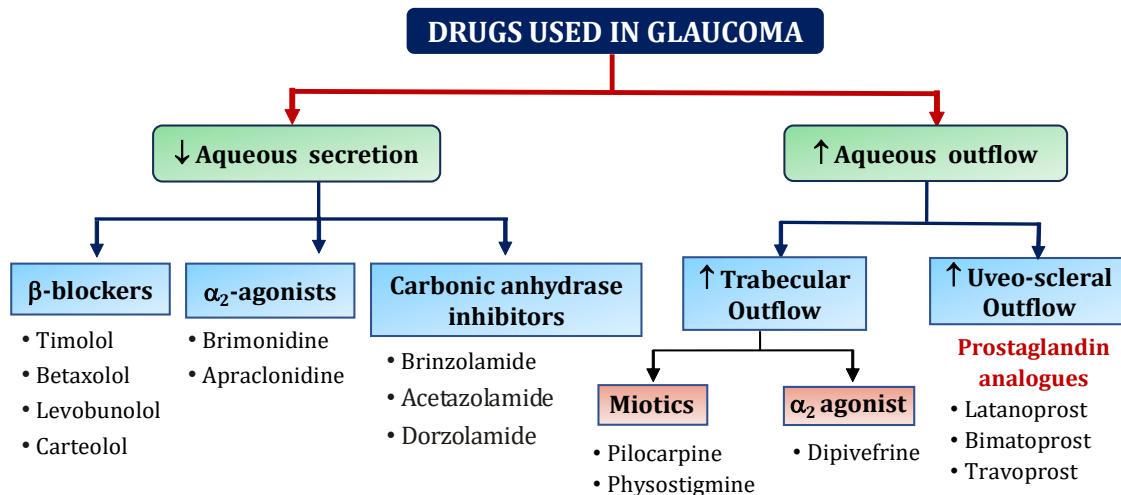 DRUGS USED IN GLAUCOMA
↓ Aqueous secretion
↑ Aqueous outflow
β-blockers
• Timolol
• Betaxolol
• Levobunolol
• Carteolol
α₂-agonists
• Brimonidine
• Apraclonidine
Carbonic anhydrase
inhibitors
• Brinzolamide
• Acetazolamide
• Dorzolamide
↑ Trabecular
Outflow
Miotics
• Pilocarpine
• Physostigmine
α₂ agonist
• Dipivefrine
↑ Uveo-scleral
Outflow
Prostaglandin
analogues
• Latanoprost
• Bimatoprost
• Travoprost